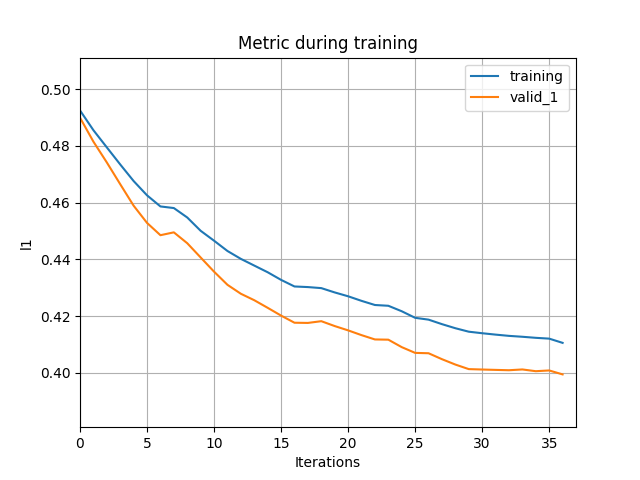 Metric during training
training
valid_1
0.50
0.48
0.46
0.44
0.42
0.40
l1
0 5 10 15 20 25 30 35
Iterations